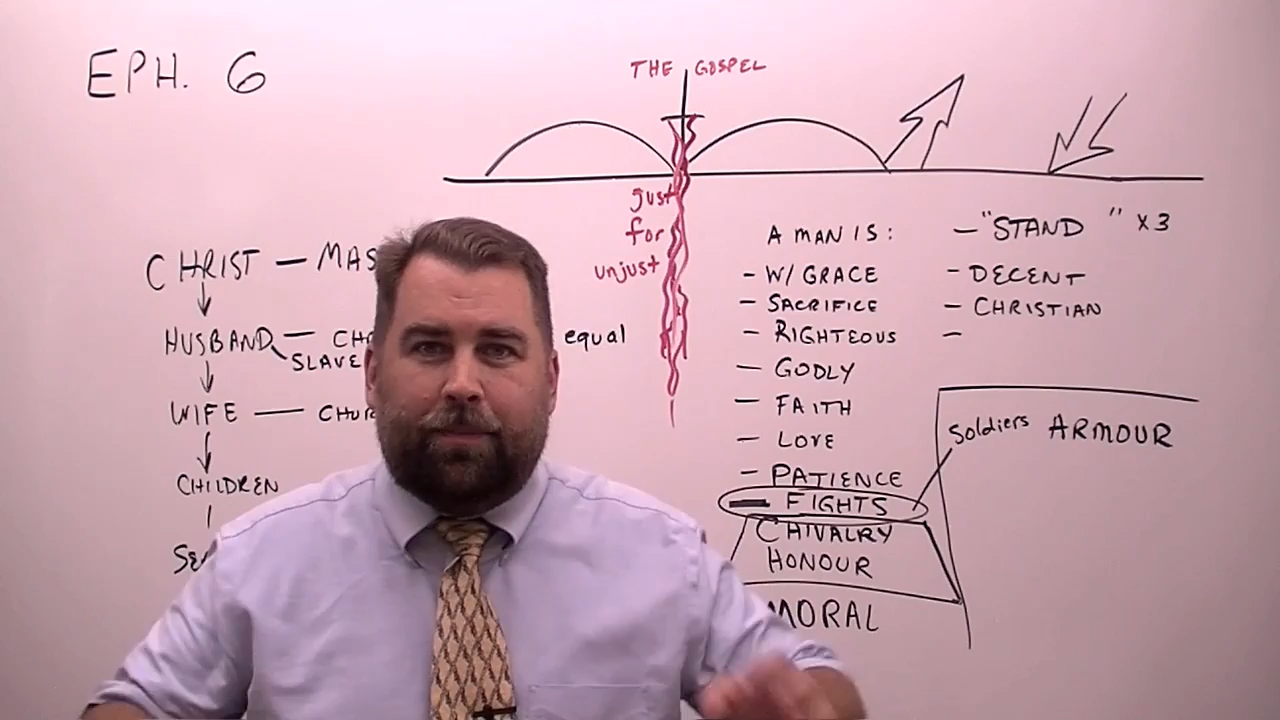 EPH. 6
THE GOSPEL
just
for
unjust
CHRIST — MAS
HUSBAND —
SLAVE
equal
WIFE —
CHILDREN
A MAN IS:
- W/ GRACE
- SACRIFICE
- RIGHTEOUS
- GODLY
- FAITH
- LOVE
- PATIENCE
- FIGHTS
CHIVALRY
HONOUR
MORAL
- "STAND" x3
- DECENT
- CHRISTIAN
-
Soldiers ARMOUR